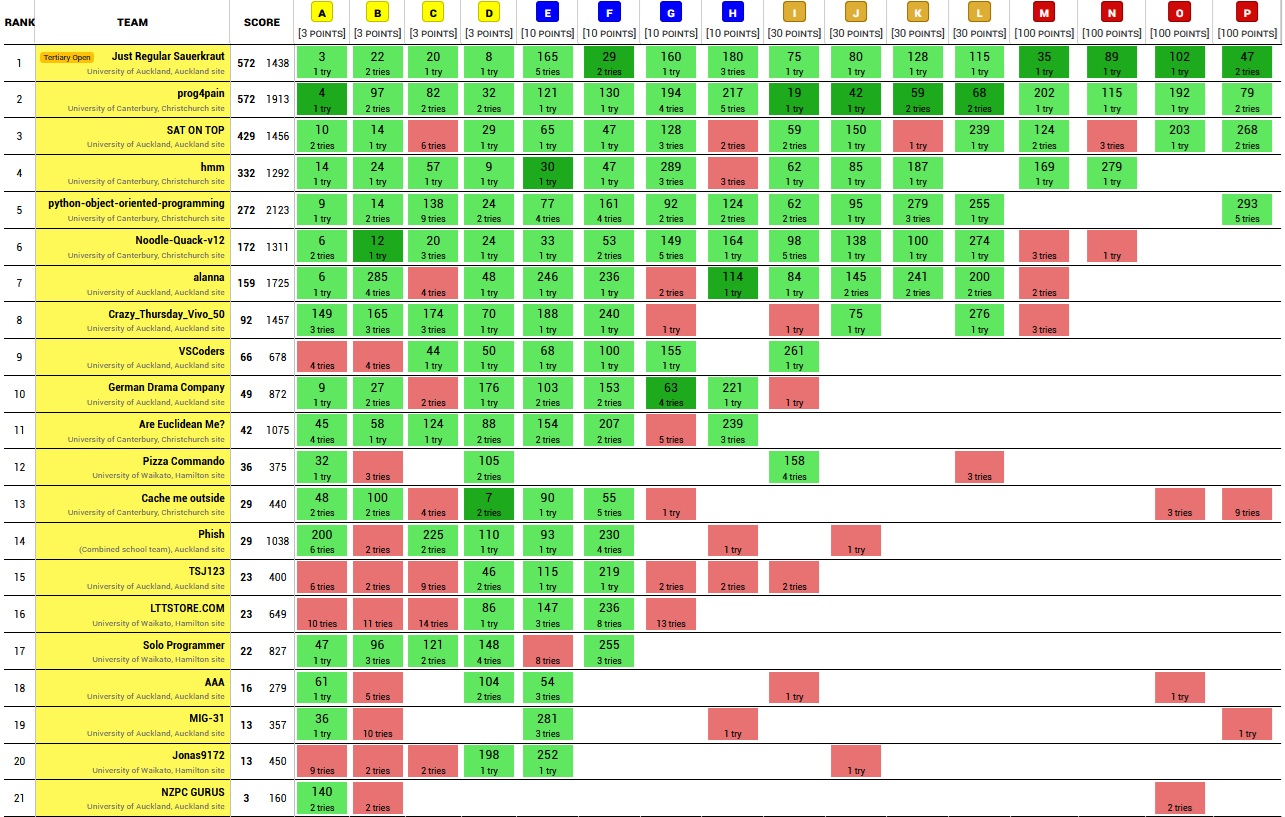 RANK TEAM SCORE A B C D E F G H I J K L M N O P
[3 POINTS] [3 POINTS] [3 POINTS] [3 POINTS] [10 POINTS] [10 POINTS] [10 POINTS] [10 POINTS] [30 POINTS] [30 POINTS] [30 POINTS] [30 POINTS] [100 POINTS] [100 POINTS] [100 POINTS] [100 POINTS]
1 Tertiary Open Just Regular Sauerkraut 572 1438 3 22 20 8 165 29 160 180 75 80 128 115 35 89 102 47
University of Auckland, Auckland site 1 try 2 tries 1 try 1 try 5 tries 2 tries 1 try 3 tries 1 try 1 try 1 try 1 try 1 try 1 try 1 try 2 tries
2 prog4pain 572 1913 4 97 82 32 121 130 194 217 19 42 59 68 202 115 192 79
University of Canterbury, Christchurch site 1 try 2 tries 2 tries 2 tries 1 try 1 try 4 tries 5 tries 1 try 1 try 2 tries 2 tries 1 try 1 try 1 try 2 tries
3 SAT ON TOP 429 1456 10 14 29 65 47 128 59 150 239 124 203 268
University of Auckland, Auckland site 2 tries 1 try 6 tries 1 try 1 try 1 try 3 tries 2 tries 2 tries 2 tries 1 try 1 try 2 tries 3 tries 1 try 2 tries
4 hmm 332 1292 14 24 57 9 30 47 289 62 85 187 169 279
University of Canterbury, Christchurch site 1 try 1 try 1 try 1 try 1 try 1 try 3 tries 3 tries 1 try 1 try 1 try 1 try 1 try
5 python-object-oriented-programming 272 2123 9 14 138 24 77 161 92 124 62 95 279 255 293
University of Canterbury, Christchurch site 1 try 2 tries 9 tries 2 tries 4 tries 4 tries 2 tries 2 tries 2 tries 1 try 3 tries 1 try 5 tries
6 Noodle-Quack-v12 172 1311 6 12 20 24 33 53 149 164 98 138 100 274
University of Canterbury, Christchurch site 2 tries 1 try 3 tries 1 try 1 try 2 tries 5 tries 1 try 5 tries 1 try 1 try 1 try 3 tries 1 try
7 alanna 159 1725 6 285 48 246 236 114 84 145 241 200
University of Auckland, Auckland site 1 try 4 tries 4 tries 1 try 1 try 1 try 2 tries 1 try 1 try 2 tries 2 tries 2 tries 2 tries
8 Crazy_Thursday_Vivo_50 92 1457 149 165 174 70 188 240 75 276
University of Auckland, Auckland site 3 tries 3 tries 3 tries 1 try 1 try 1 try 1 try 1 try 1 try 1 try 3 tries
9 VSCoders 66 678 44 50 68 100 155 261
University of Auckland, Auckland site 4 tries 4 tries 1 try 1 try 1 try 1 try 1 try 1 try
10 German Drama Company 49 872 9 27 176 103 153 63 221
University of Auckland, Auckland site 1 try 2 tries 2 tries 1 try 2 tries 2 tries 4 tries 1 try 1 try
11 Are Euclidean Me? 42 1075 45 58 124 88 154 207 239
University of Canterbury, Christchurch site 4 tries 1 try 1 try 2 tries 2 tries 2 tries 5 tries 3 tries
12 Pizza Commando 36 375 32 105 158
University of Waikato, Hamilton site 1 try 3 tries 2 tries 4 tries 3 tries
13 Cache me outside 29 440 48 100 7 90 55
University of Canterbury, Christchurch site 2 tries 2 tries 4 tries 2 tries 1 try 5 tries 1 try 3 tries 9 tries
14 Phish 29 1038 200 225 110 93 230
(Combined school team), Auckland site 6 tries 2 tries 2 tries 1 try 1 try 4 tries 1 try 1 try
15 TSJ123 23 400 46 115 219
University of Auckland, Auckland site 6 tries 2 tries 9 tries 2 tries 1 try 1 try 2 tries 2 tries 2 tries
16 LTTSTORE.COM 23 649 86 147 236
University of Waikato, Hamilton site 10 tries 11 tries 14 tries 1 try 3 tries 8 tries 13 tries
17 Solo Programmer 22 827 47 96 121 148 255
University of Waikato, Hamilton site 1 try 3 tries 2 tries 4 tries 8 tries 3 tries
18 AAA 16 279 61 104 54
University of Auckland, Auckland site 1 try 5 tries 2 tries 3 tries 1 try 1 try
19 MIG-31 13 357 36 281
University of Auckland, Auckland site 1 try 10 tries 3 tries 1 try 1 try
20 Jonas9172 13 450 198 252
University of Waikato, Hamilton site 9 tries 2 tries 2 tries 1 try 1 try 1 try
21 NZPC GURUS 3 160 140
University of Auckland, Auckland site 2 tries 2 tries 2 tries